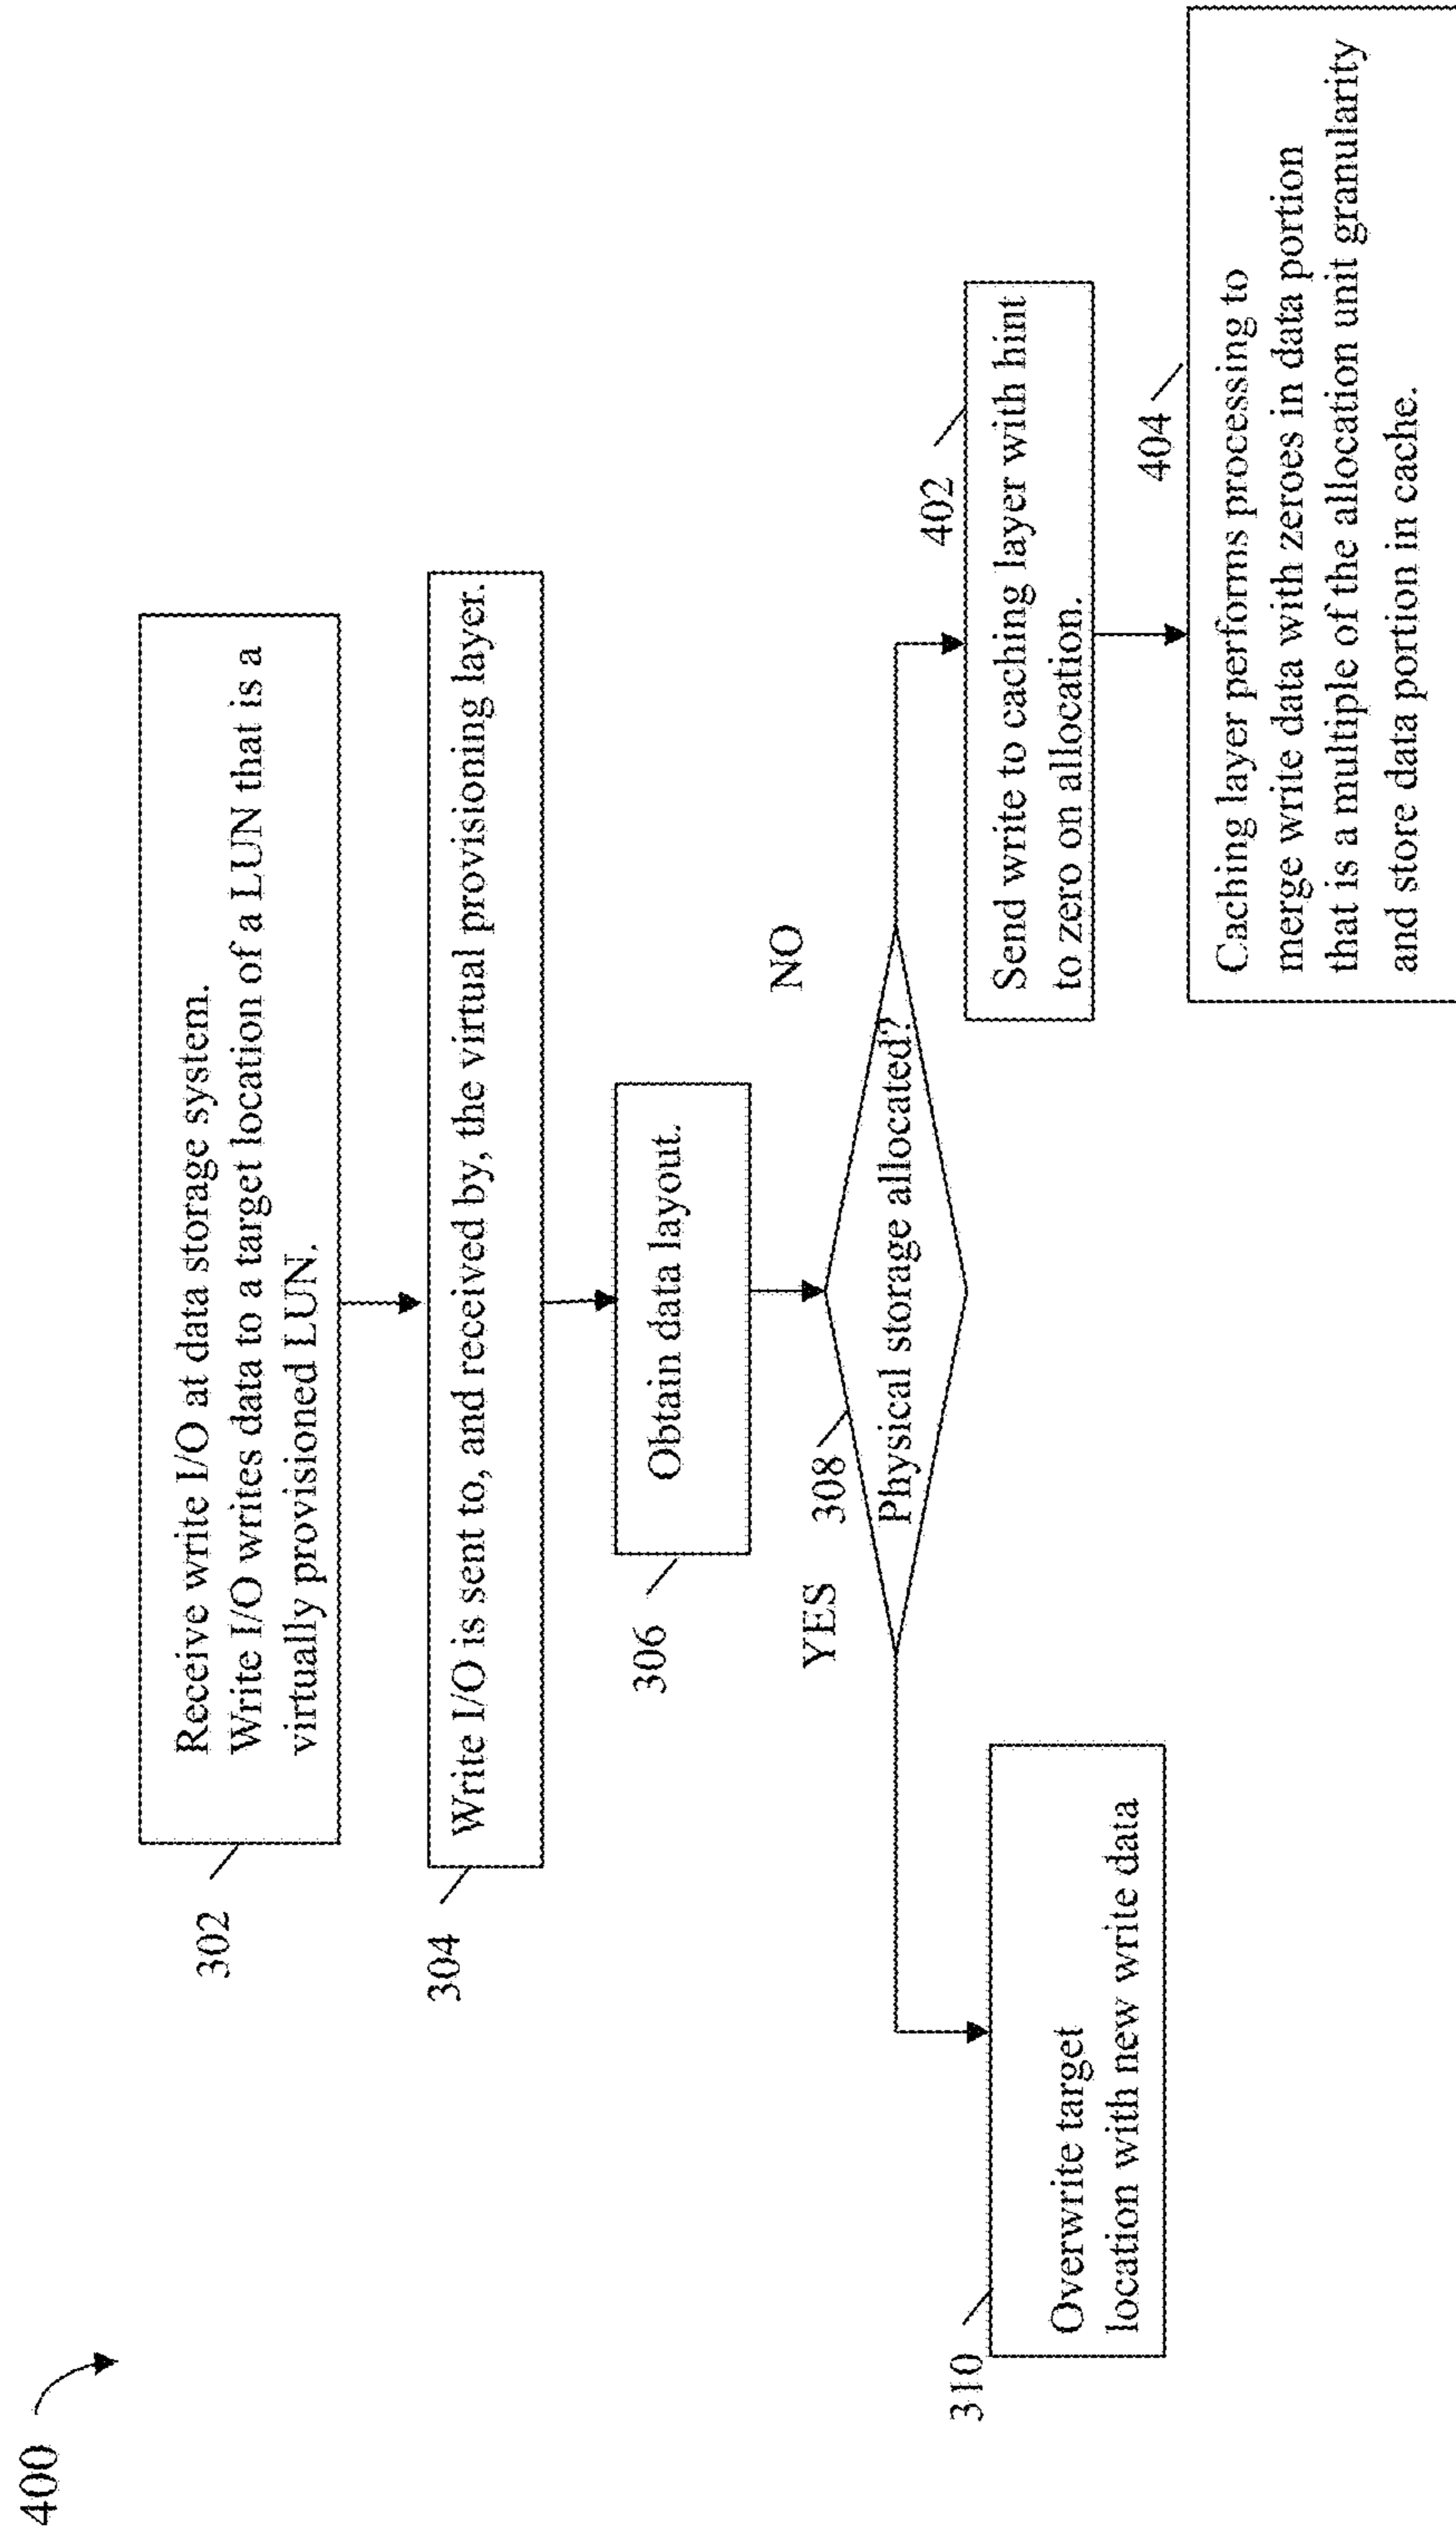 400
302
Receive write I/O at data storage system.
Write I/O writes data to a target location of a LUN that is a
virtually provisioned LUN.
304
Write I/O is sent to, and received by, the virtual provisioning layer.
306
Obtain data layout.
YES
308
NO
Physical storage allocated?
310
Overwrite target
location with new write data
402
Send write to caching layer with hint
to zero on allocation.
404
Caching layer performs processing to
merge write data with zeroes in data portion
that is a multiple of the allocation unit granularity
and store data portion in cache.